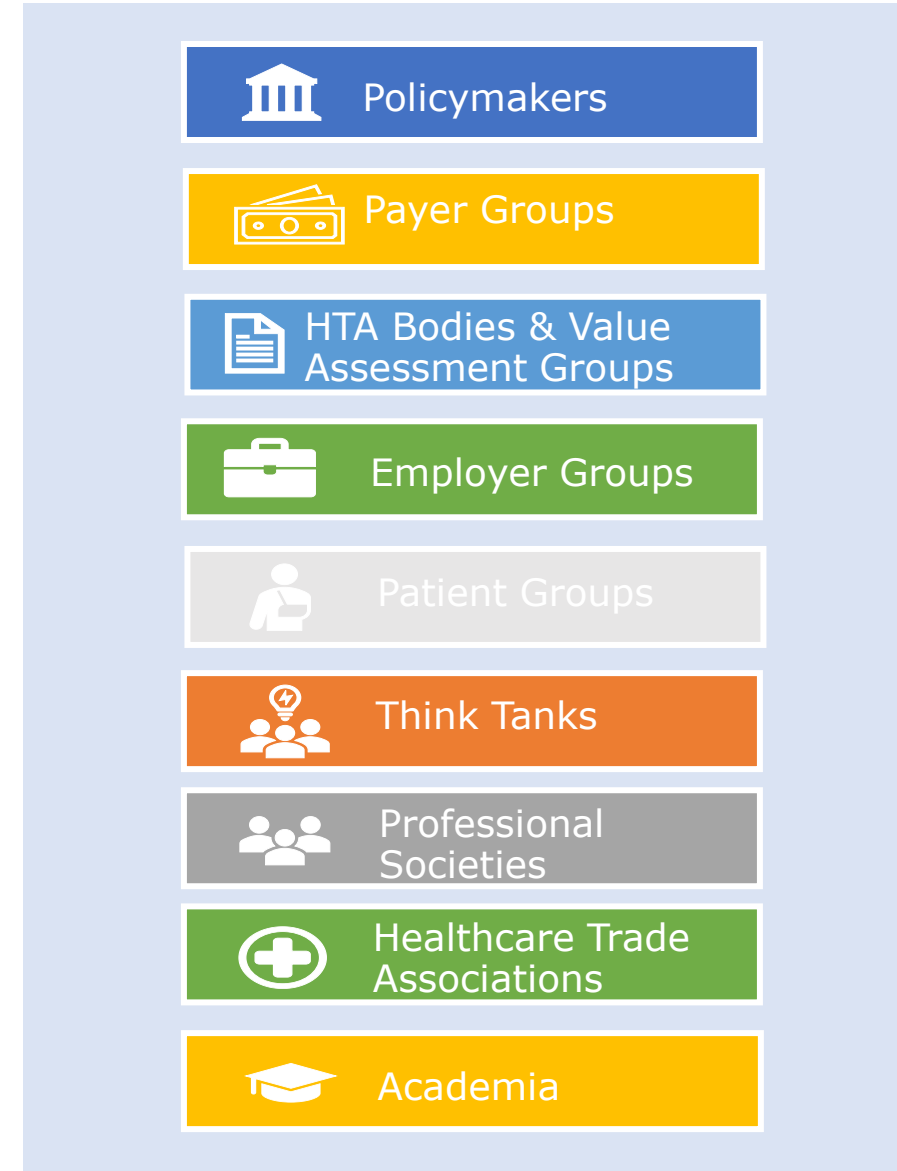 Policymakers
Payer Groups
HTA Bodies & Value
Assessment Groups
Employer Groups
Patient Groups
Think Tanks
Professional
Societies
Healthcare Trade
Associations
Academia